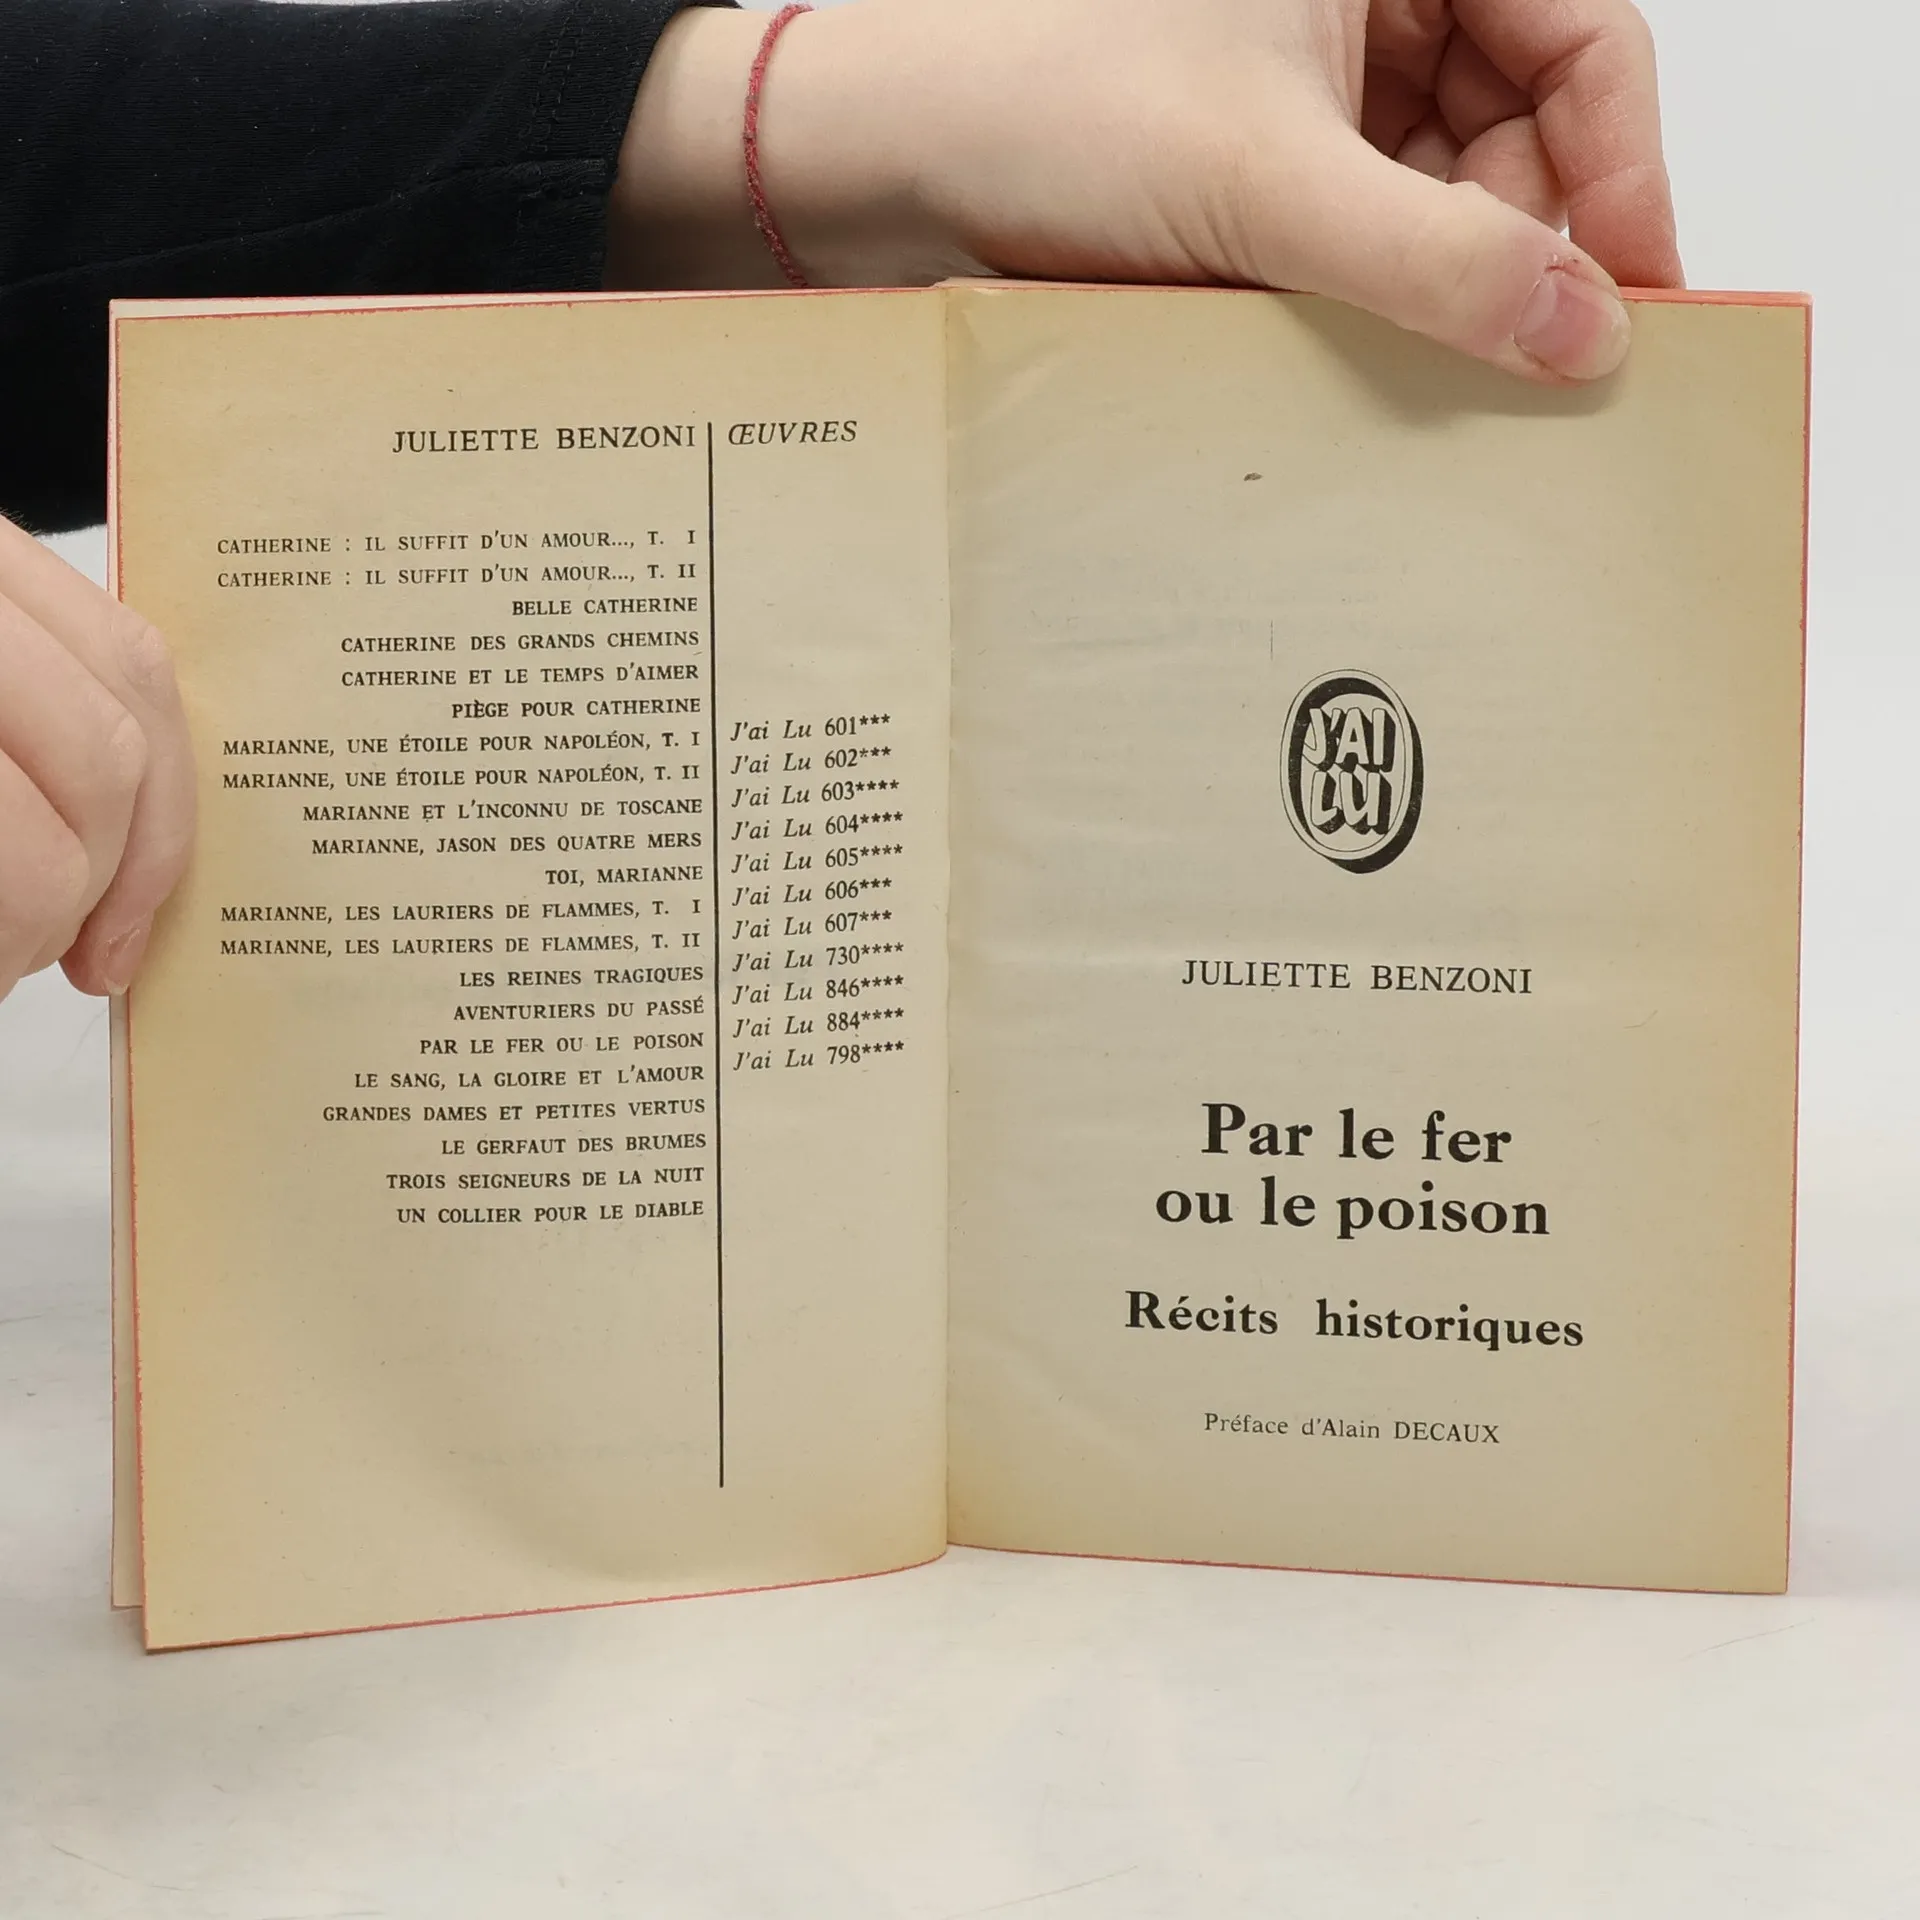 JULIETTE BENZONI | ŒUVRES
CATHERINE : IL SUFFIT D'UN AMOUR..., T. I
CATHERINE : IL SUFFIT D'UN AMOUR..., T. II
BELLE CATHERINE
CATHERINE DES GRANDS CHEMINS
CATHERINE ET LE TEMPS D'AIMER
PIÈGE POUR CATHERINE
MARIANNE, UNE ÉTOILE POUR NAPOLÉON, T. I J'ai Lu 601***
MARIANNE, UNE ÉTOILE POUR NAPOLÉON, T. II J'ai Lu 602***
MARIANNE ET L'INCONNU DE TOSCANE J'ai Lu 603****
MARIANNE, JASON DES QUATRE MERS J'ai Lu 604****
TOI, MARIANNE J'ai Lu 605****
MARIANNE, LES LAURIERS DE FLAMMES, T. I J'ai Lu 606***
MARIANNE, LES LAURIERS DE FLAMMES, T. II J'ai Lu 607***
LES REINES TRAGIQUES J'ai Lu 730****
AVENTURIERS DU PASSÉ J'ai Lu 846****
PAR LE FER OU LE POISON J'ai Lu 884****
LE SANG, LA GLOIRE ET L'AMOUR J'ai Lu 798****
GRANDES DAMES ET PETITES VERTUS
LE GERFAUT DES BRUMES
TROIS SEIGNEURS DE LA NUIT
UN COLLIER POUR LE DIABLE
J'AI
LU
JULIETTE BENZONI
Par le fer
ou le poison
Récits historiques
Préface d'Alain DECAUX